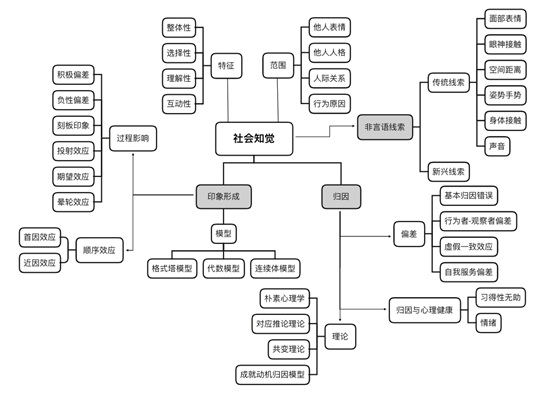 社会知觉
特征
整体性
选择性
理解性
互动性
范围
他人表情
他人人格
人际关系
行为原因
非言语线索
传统线索
面部表情
眼神接触
空间距离
姿势手势
身体接触
声音
新兴线索
印象形成
过程影响
积极偏差
负性偏差
刻板印象
投射效应
期望效应
晕轮效应
顺序效应
首因效应
近因效应
模型
格式塔模型
代数模型
连续体模型
归因
偏差
基本归因错误
行为者-观察者偏差
虚假一致效应
自我服务偏差
归因与心理健康
习得性无助
情绪
理论
朴素心理学
对应推论理论
共变理论
成就动机归因模型